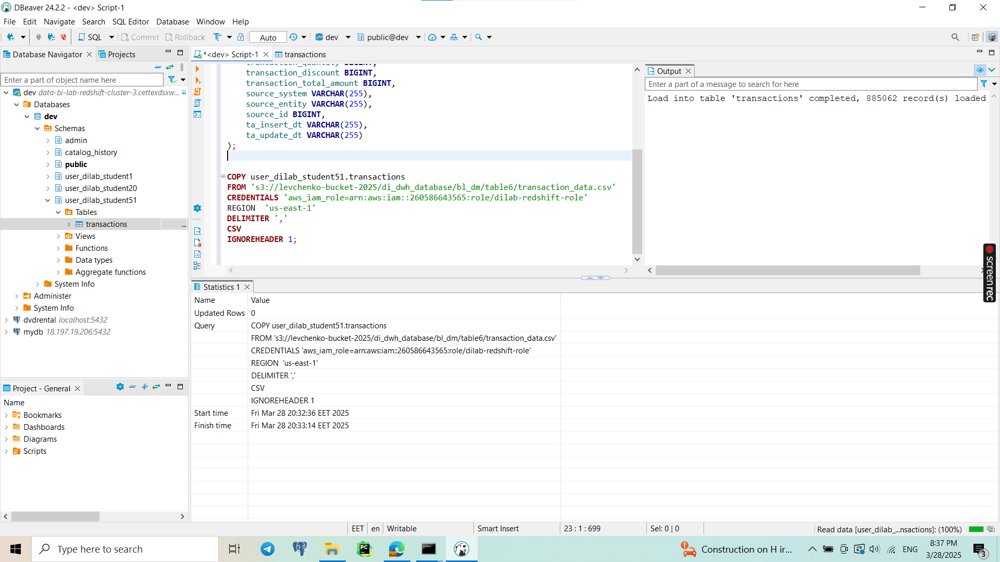 DBeaver 24.2.2 - <dev> Script-1
File Edit Navigate Search SQL Editor Database Window Help
SQL Commit Rollback Auto dev public@dev
Database Navigator Projects
*<dev> Script-1 transactions
Enter a part of object name here
dev data-bi-lab-redshift-cluster-3.cettexdsxw...
Databases
dev
Schemas
admin
catalog_history
public
user_dilab_student1
user_dilab_student20
user_dilab_student51
Tables
transactions ...
Views
Functions
Data types
Aggregate functions
System Info
Administer
System Info
dvdrental localhost:5432
mydb 18.197.19.206:5432
Project - General
Name
Bookmarks
Dashboards
Diagrams
Scripts
transaction_quantity BIGINT,
transaction_discount BIGINT,
transaction_total_amount BIGINT,
source_system VARCHAR(255),
source_entity VARCHAR(255),
source_id BIGINT,
ta_insert_dt VARCHAR(255),
ta_update_dt VARCHAR(255)
);
COPY user_dilab_student51.transactions
FROM 's3://levchenko-bucket-2025/di_dwh_database/bl_dm/table6/transaction_data.csv'
CREDENTIALS 'aws_iam_role=arn:aws:iam::260586643565:role/dilab-redshift-role'
REGION  'us-east-1'
DELIMITER ','
CSV
IGNOREHEADER 1;
Output
Enter a part of a message to search for here
Load into table 'transactions' completed, 885062 record(s) loaded
screenrec
Statistics 1
Name Value
Updated Rows 0
Query COPY user_dilab_student51.transactions
FROM 's3://levchenko-bucket-2025/di_dwh_database/bl_dm/table6/transaction_data.csv'
CREDENTIALS 'aws_iam_role=arn:aws:iam::260586643565:role/dilab-redshift-role'
REGION  'us-east-1'
DELIMITER ','
CSV
IGNOREHEADER 1
Start time Fri Mar 28 20:32:36 EET 2025
Finish time Fri Mar 28 20:33:14 EET 2025
EET en Writable Smart Insert 23 : 1 : 699 Sel: 0 | 0 Read data [user_dilab_...nsactions]: (100%)
Type here to search
PC
Construction on H ir...
ENG
8:37 PM
3/28/2025
3